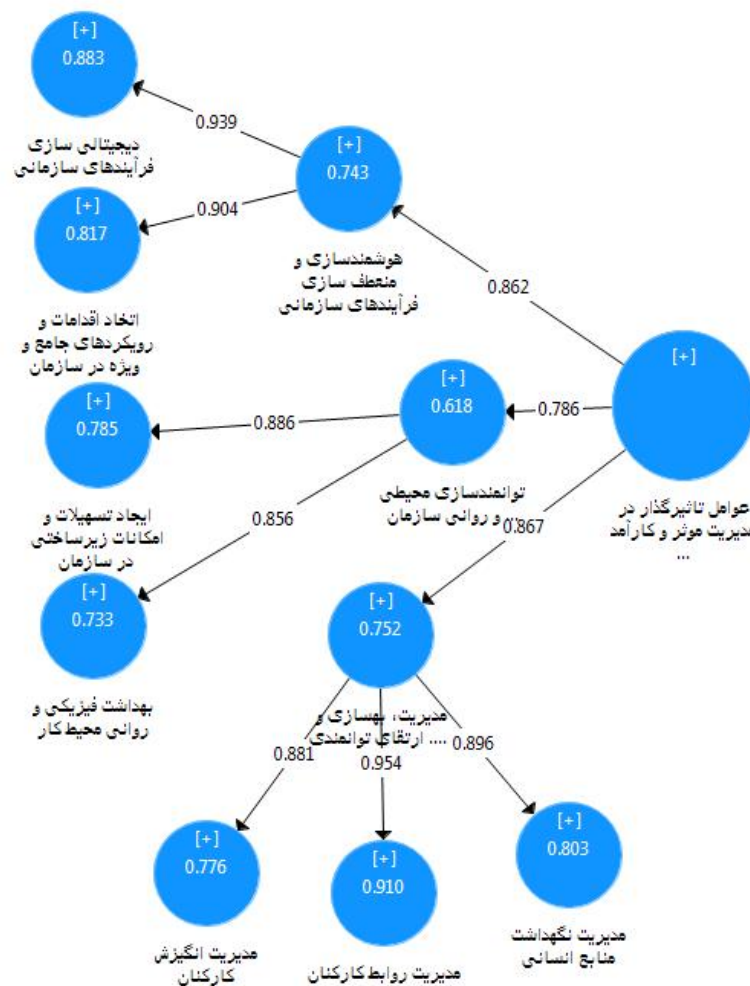 [+]
0.883
دیجیتالی سازی
فرآیندهای سازمانی
0.939
[+]
0.743
هوشمندسازی و
منعطف سازی
فرآیندهای سازمانی
0.904
[+]
0.817
اتخاد اقدامات و
رویکردهای جامع و
ویژه در سازمان
0.862
[+]
عوامل تاثیرگذار در
مدیریت موثر و کارآمد
...
0.786
[+]
0.618
توانمندسازی محیطی
و روانی سازمان
0.886
[+]
0.785
ایجاد تسهیلات و
امکانات زیرساختی
در سازمان
0.856
[+]
0.733
بهداشت فیزیکی و
روانی محیط کار
0.867
[+]
0.752
مدیریت، بهسازی و
ارتقای توانمندی ....
0.881
0.954
0.896
[+]
0.776
مدیریت انگیزش
کارکنان
[+]
0.910
مدیریت روابط کارکنان
[+]
0.803
مدیریت نگهداشت
منابع انسانی